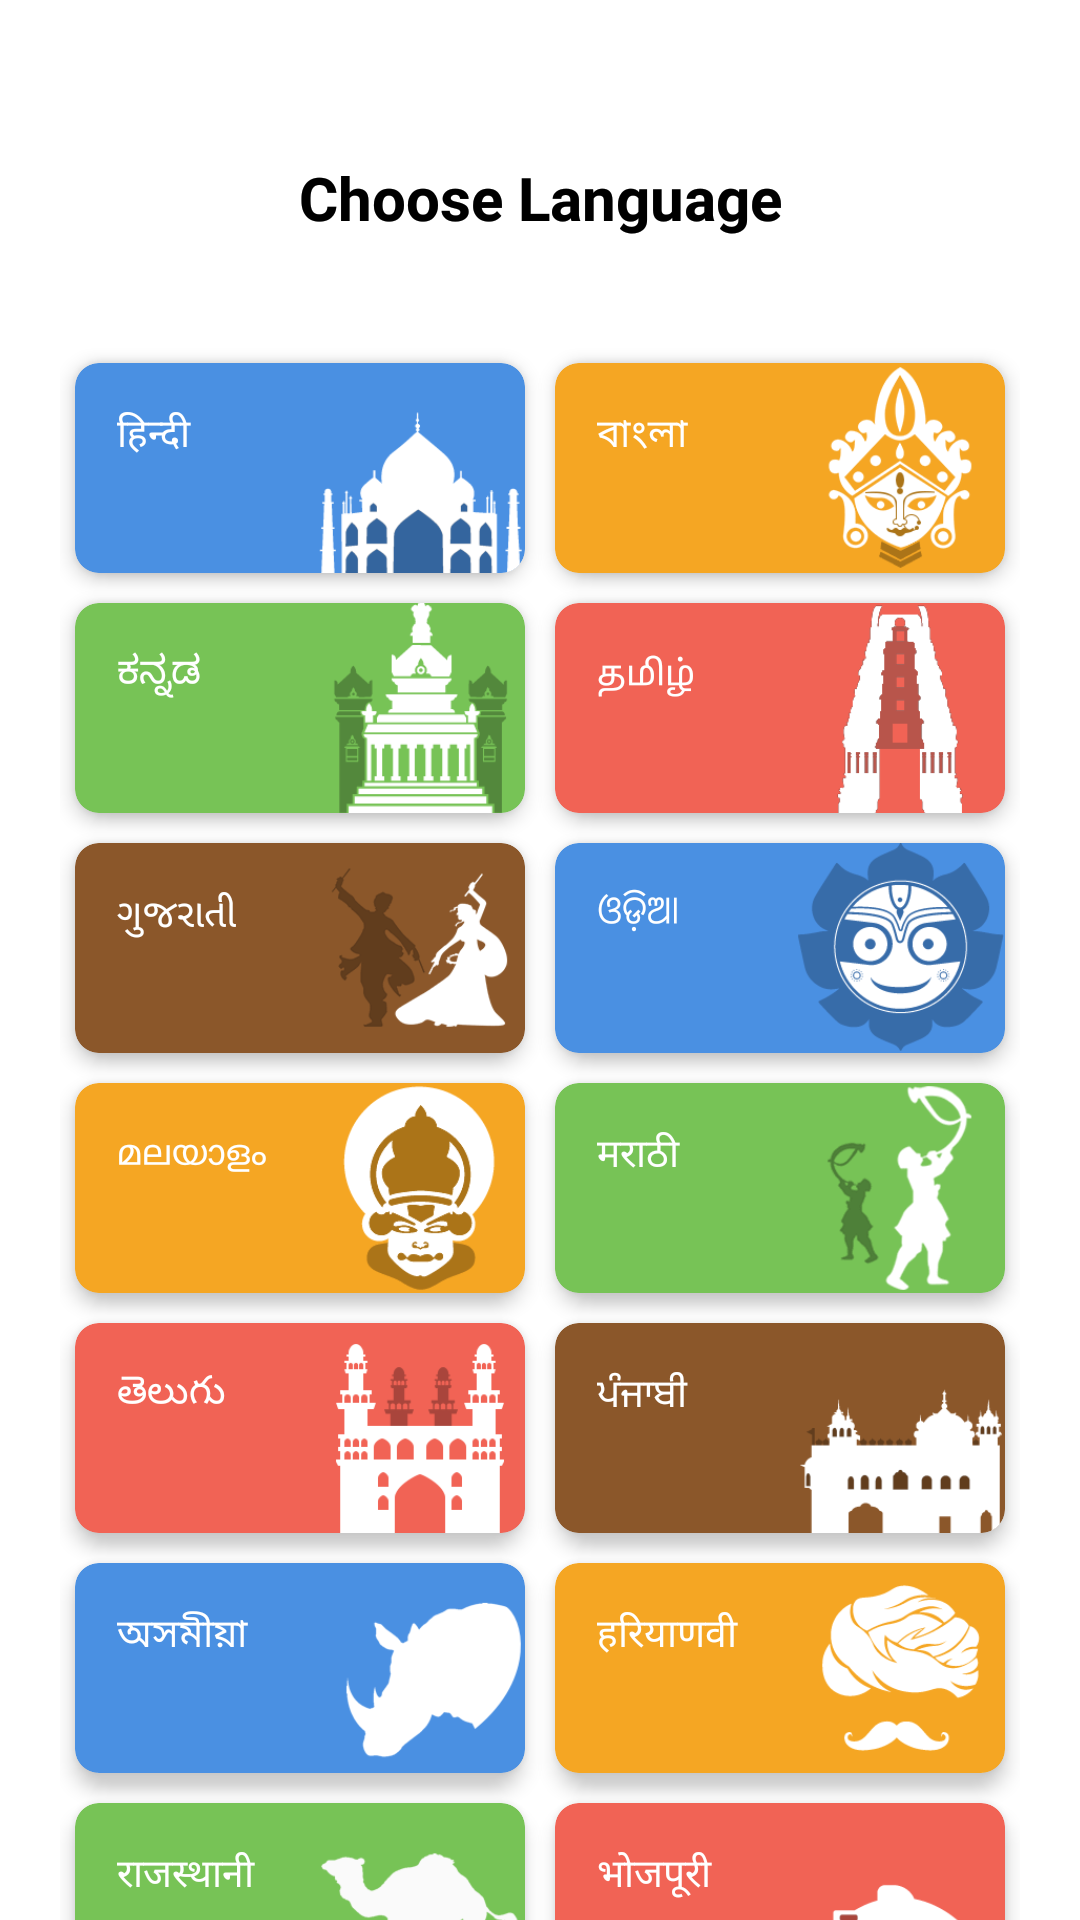 Choose Language
हिन्दी
বাংলা
ಕನ್ನಡ
தமிழ்
ગુજરાતી
ଓଡ଼ିଆ
മലയാളം
मराठी
తెలుగు
ਪੰਜਾਬੀ
অসমীয়া
हरियाणवी
राजस्थानी
भोजपूरी